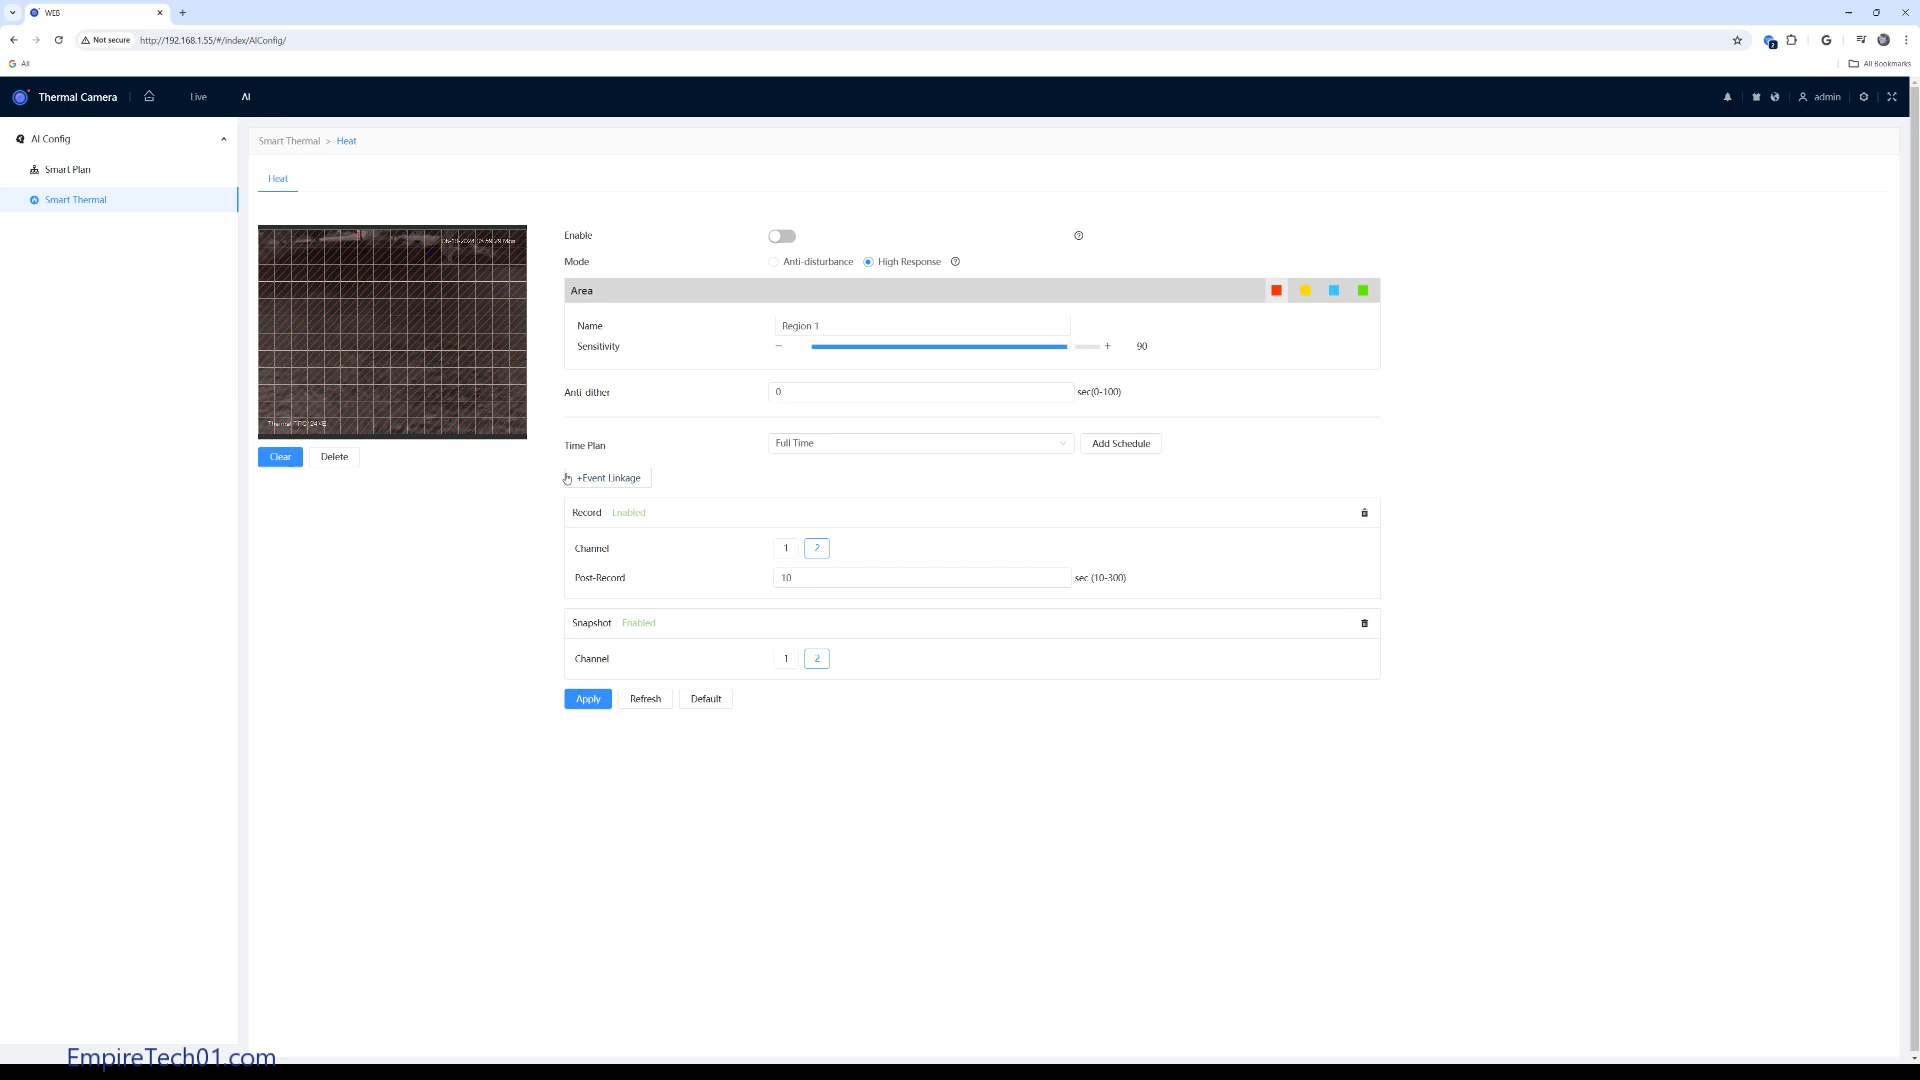 WEB
Not secure
http://192.168.1.55/#/index/AIConfig/
2
G
G All
All Bookmarks
Thermal Camera
Live
AI
admin
AI Config
Smart Plan
Smart Thermal
Smart Thermal > Heat
Heat
Enable
Mode
Anti-disturbance
High Response
Area
Name
Region 1
Sensitivity
− + 90
Anti-dither
0
sec(0-100)
Clear
Delete
Time Plan
Full Time
Add Schedule
+Event Linkage
Record
Enabled
Channel
1
2
Post-Record
10
sec (10-300)
Snapshot
Enabled
Channel
1
2
Apply
Refresh
Default
EmpireTech01.com